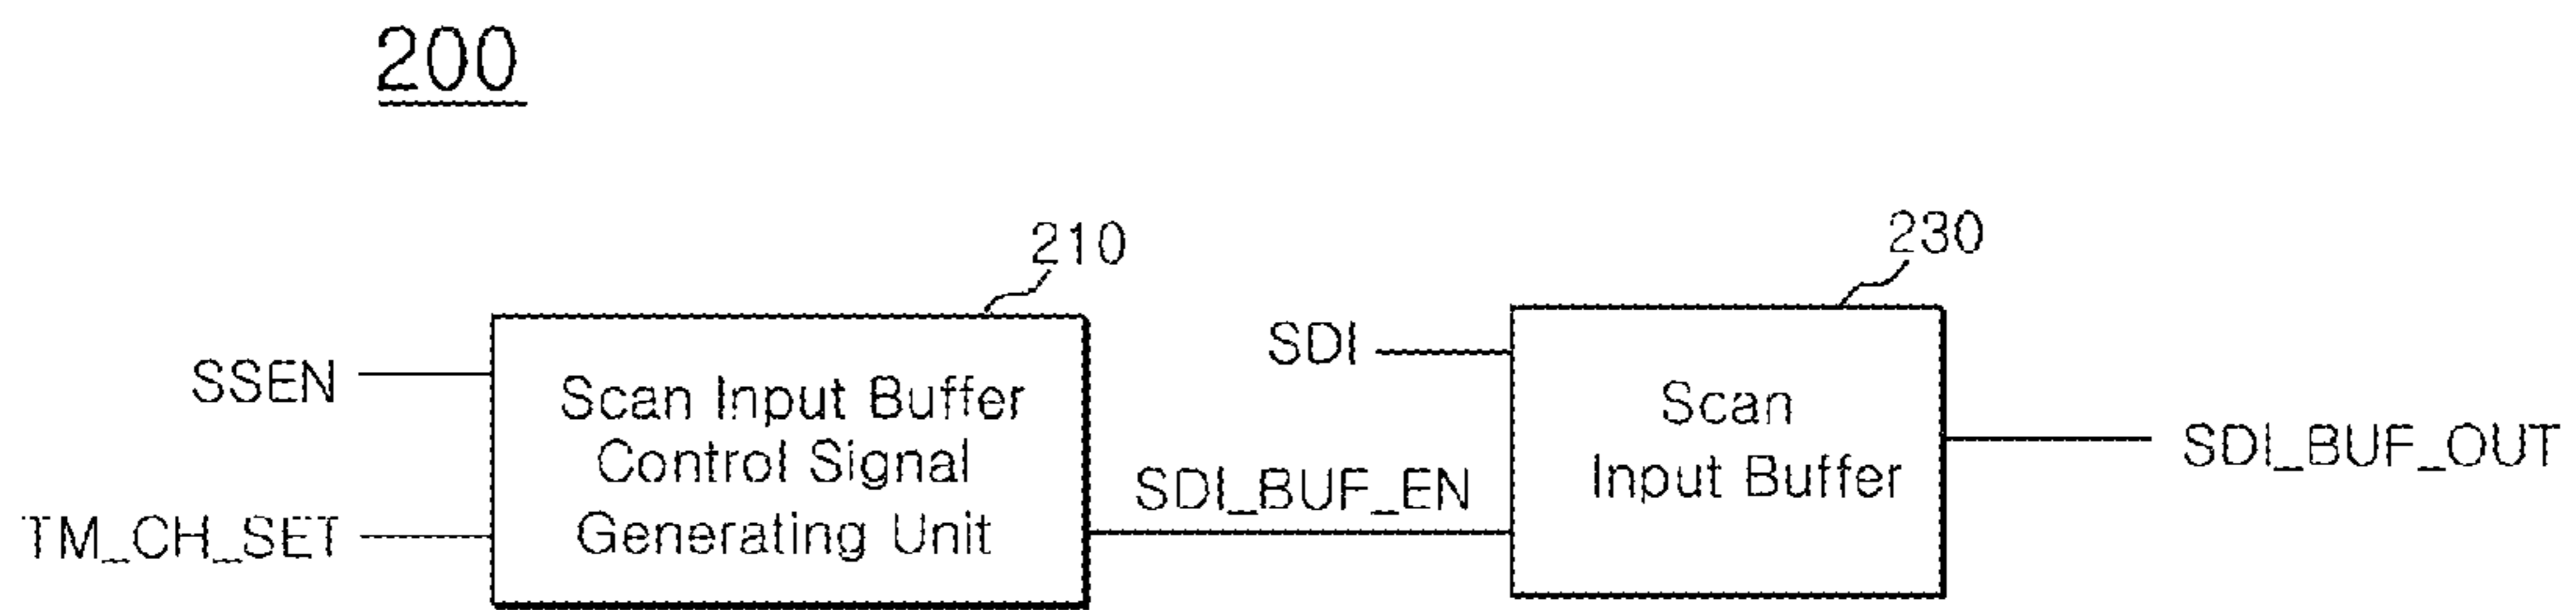 200
210
230
SSEN
TM_CH_SET
Scan Input Buffer
Control Signal
Generating Unit
SDI
SDI_BUF_EN
Scan
Input Buffer
SDI_BUF_OUT